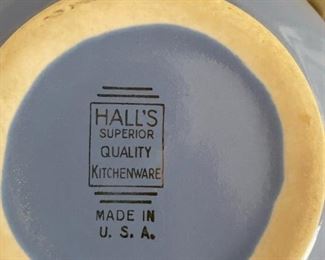 HALL'S
SUPERIOR
QUALITY
KITCHENWARE
MADE IN
U. S. A.